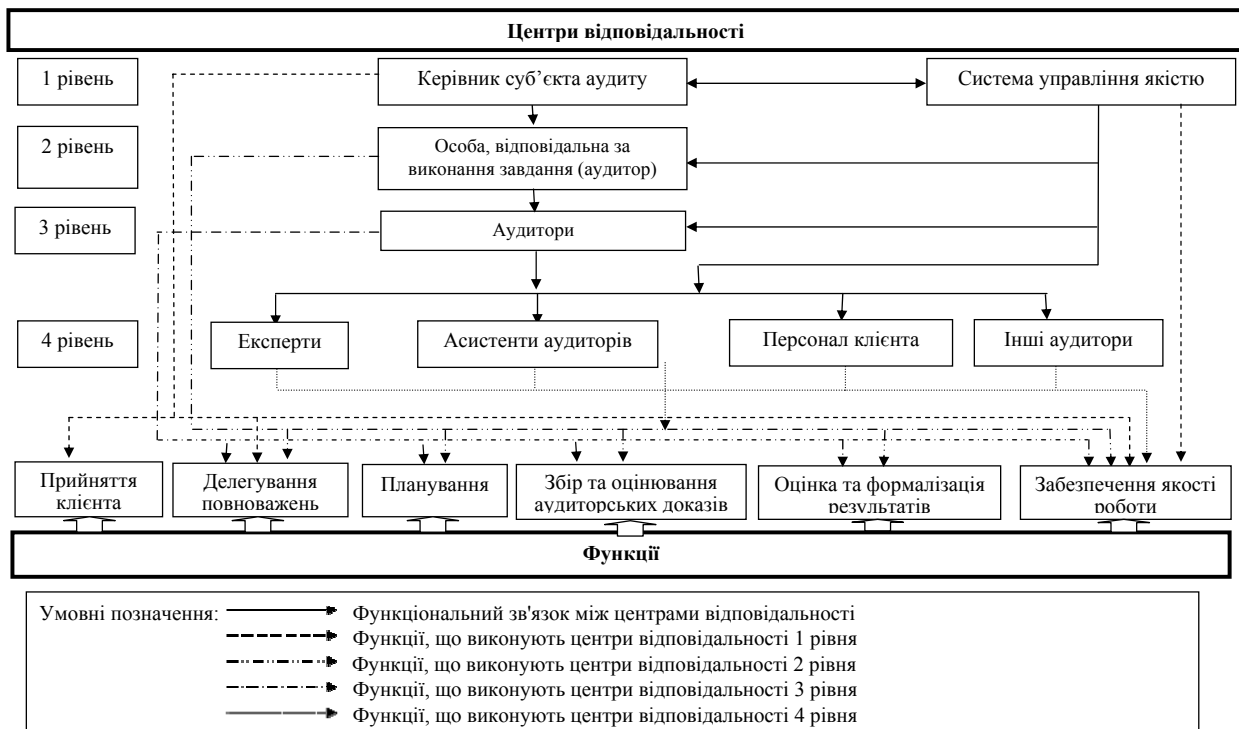 Центри відповідальності
1 рівень
Керівник суб’єкта аудиту
Система управління якістю
2 рівень
Особа, відповідальна за
виконання завдання (аудитор)
3 рівень
Аудитори
4 рівень
Експерти
Асистенти аудиторів
Персонал клієнта
Інші аудитори
Прийняття
клієнта
Делегування
повноважень
Планування
Збір та оцінювання
аудиторських доказів
Оцінка та формалізація
результатів
Забезпечення якості
роботи
Функції
Умовні позначення:
Функціональний зв'язок між центрами відповідальності
Функції, що виконують центри відповідальності 1 рівня
Функції, що виконують центри відповідальності 2 рівня
Функції, що виконують центри відповідальності 3 рівня
Функції, що виконують центри відповідальності 4 рівня